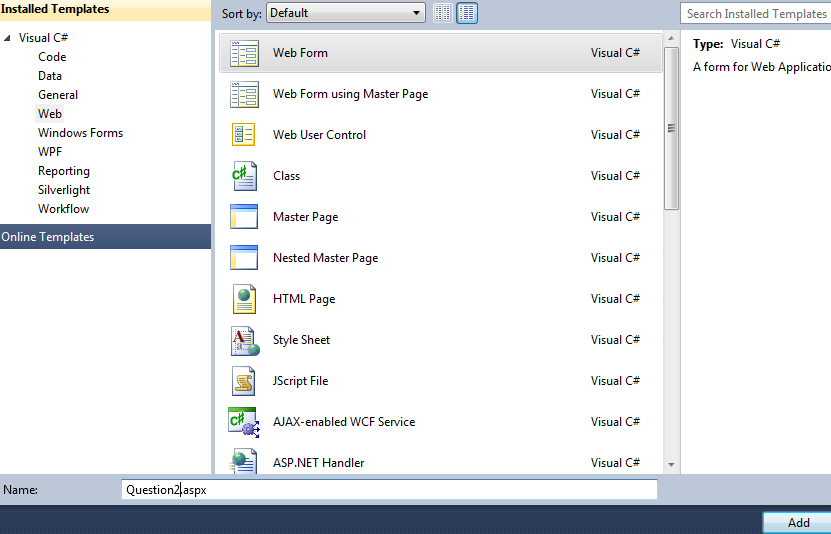 Installed Templates
Visual C#
Code
Data
General
Web
Windows Forms
WPF
Reporting
Silverlight
Workflow
Online Templates
Sort by: Default
Web Form Visual C#
Web Form using Master Page Visual C#
Web User Control Visual C#
Class Visual C#
Master Page Visual C#
Nested Master Page Visual C#
HTML Page Visual C#
Style Sheet Visual C#
JScript File Visual C#
AJAX-enabled WCF Service Visual C#
ASP.NET Handler Visual C#
Search Installed Templates
Type: Visual C#
A form for Web Applicatio
Name: Question2.aspx
Add